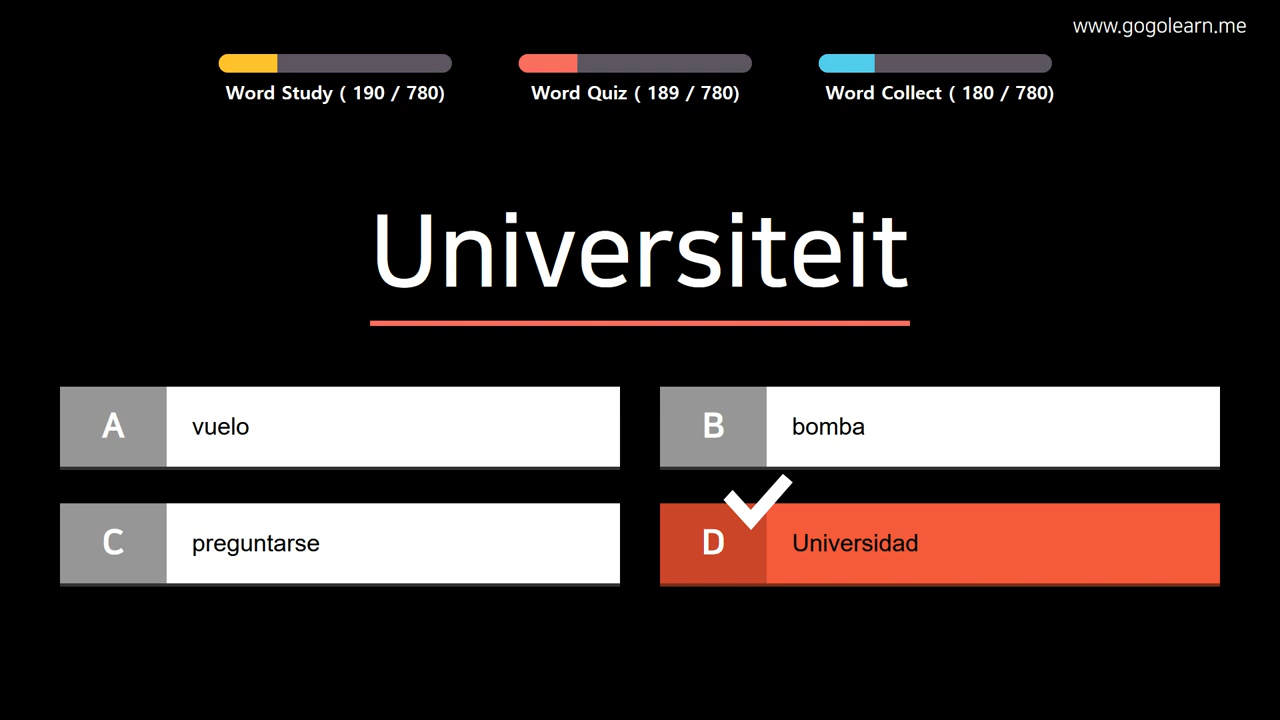 www.gogolearn.me
Word Study ( 190 / 780)
Word Quiz ( 189 / 780)
Word Collect ( 180 / 780)
Universiteit
A vuelo
B bomba
C preguntarse
D Universidad